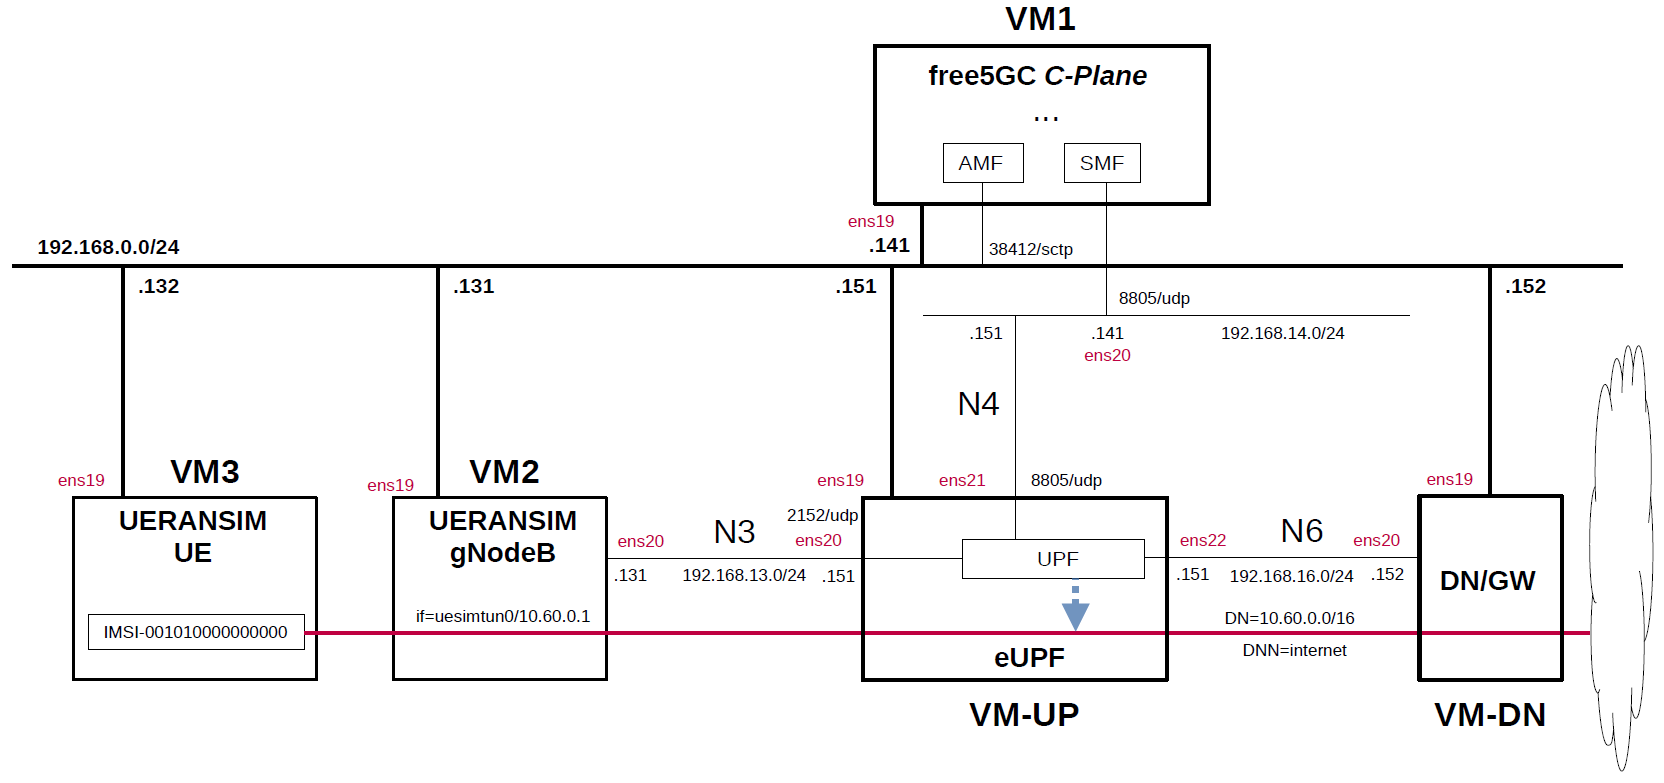 VM1
free5GC C-Plane
...
AMF
SMF
ens19
192.168.0.0/24
.141
38412/sctp
.132
.131
.151
.152
8805/udp
.151
.141
192.168.14.0/24
ens20
N4
VM3
VM2
ens19
ens19
ens19
ens21
8805/udp
ens19
UERANSIM
UE
UERANSIM
gNodeB
2152/udp
ens20
N3
ens20
ens22
N6
ens20
UPF
.131
192.168.13.0/24
.151
.151
192.168.16.0/24
.152
DN/GW
IMSI-001010000000000
if=uesimtun0/10.60.0.1
DN=10.60.0.0/16
eUPF
DNN=internet
VM-UP
VM-DN